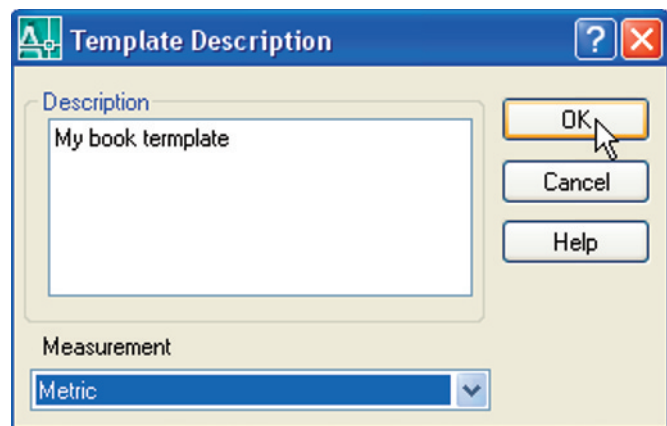 Template Description
Description
My book termplate
OK
Cancel
Help
Measurement
Metric